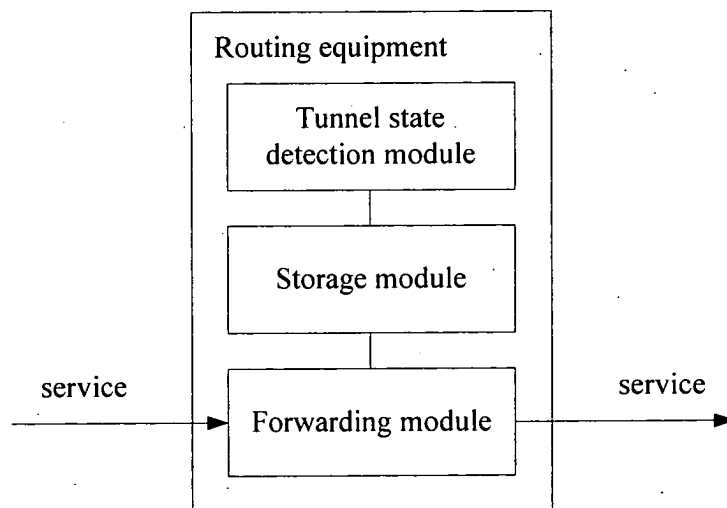 Routing equipment
Tunnel state
detection module
Storage module
service
service
Forwarding module